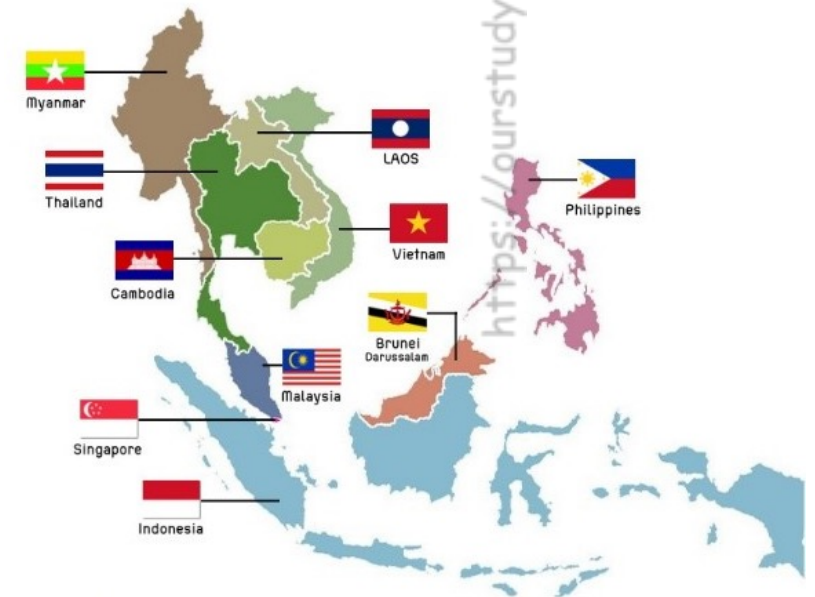 https://ourstudy
Myanmar
LAOS
Thailand
Philippines
Vietnam
Cambodia
Brunei
Darussalam
Malaysia
Singapore
Indonesia